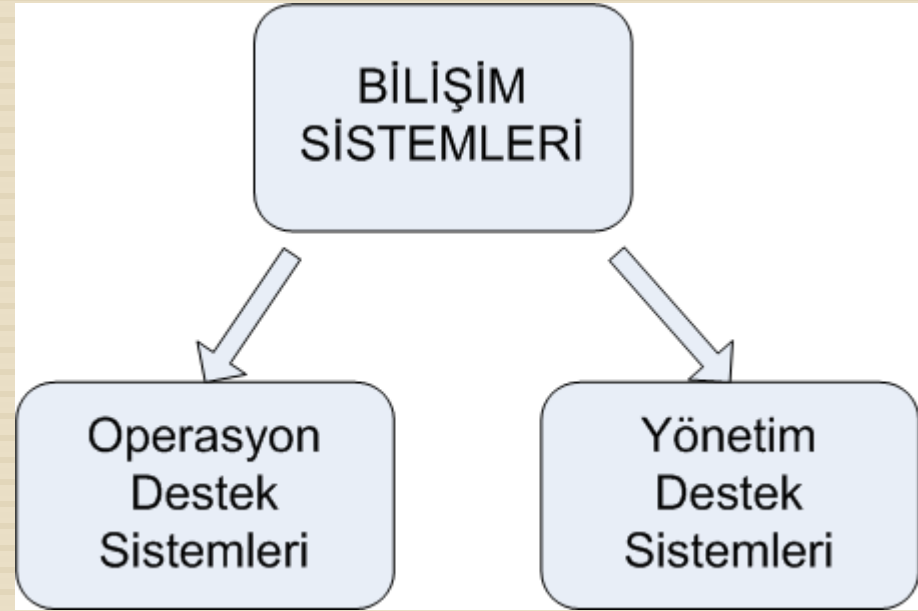 BİLİŞİM
SİSTEMLERİ
Operasyon
Destek
Sistemleri
Yönetim
Destek
Sistemleri